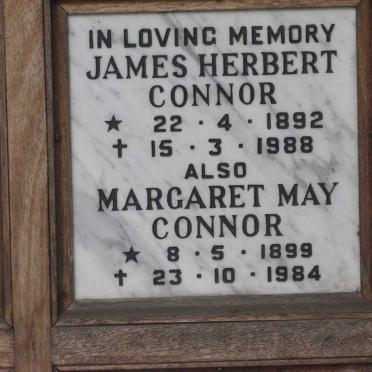 IN LOVING MEMORY
JAMES HERBERT
CONNOR
★ 22 · 4 · 1892
✝ 15 · 3 · 1988
ALSO
MARGARET MAY
CONNOR
★ 8 · 5 · 1899
✝ 23 · 10 · 1984